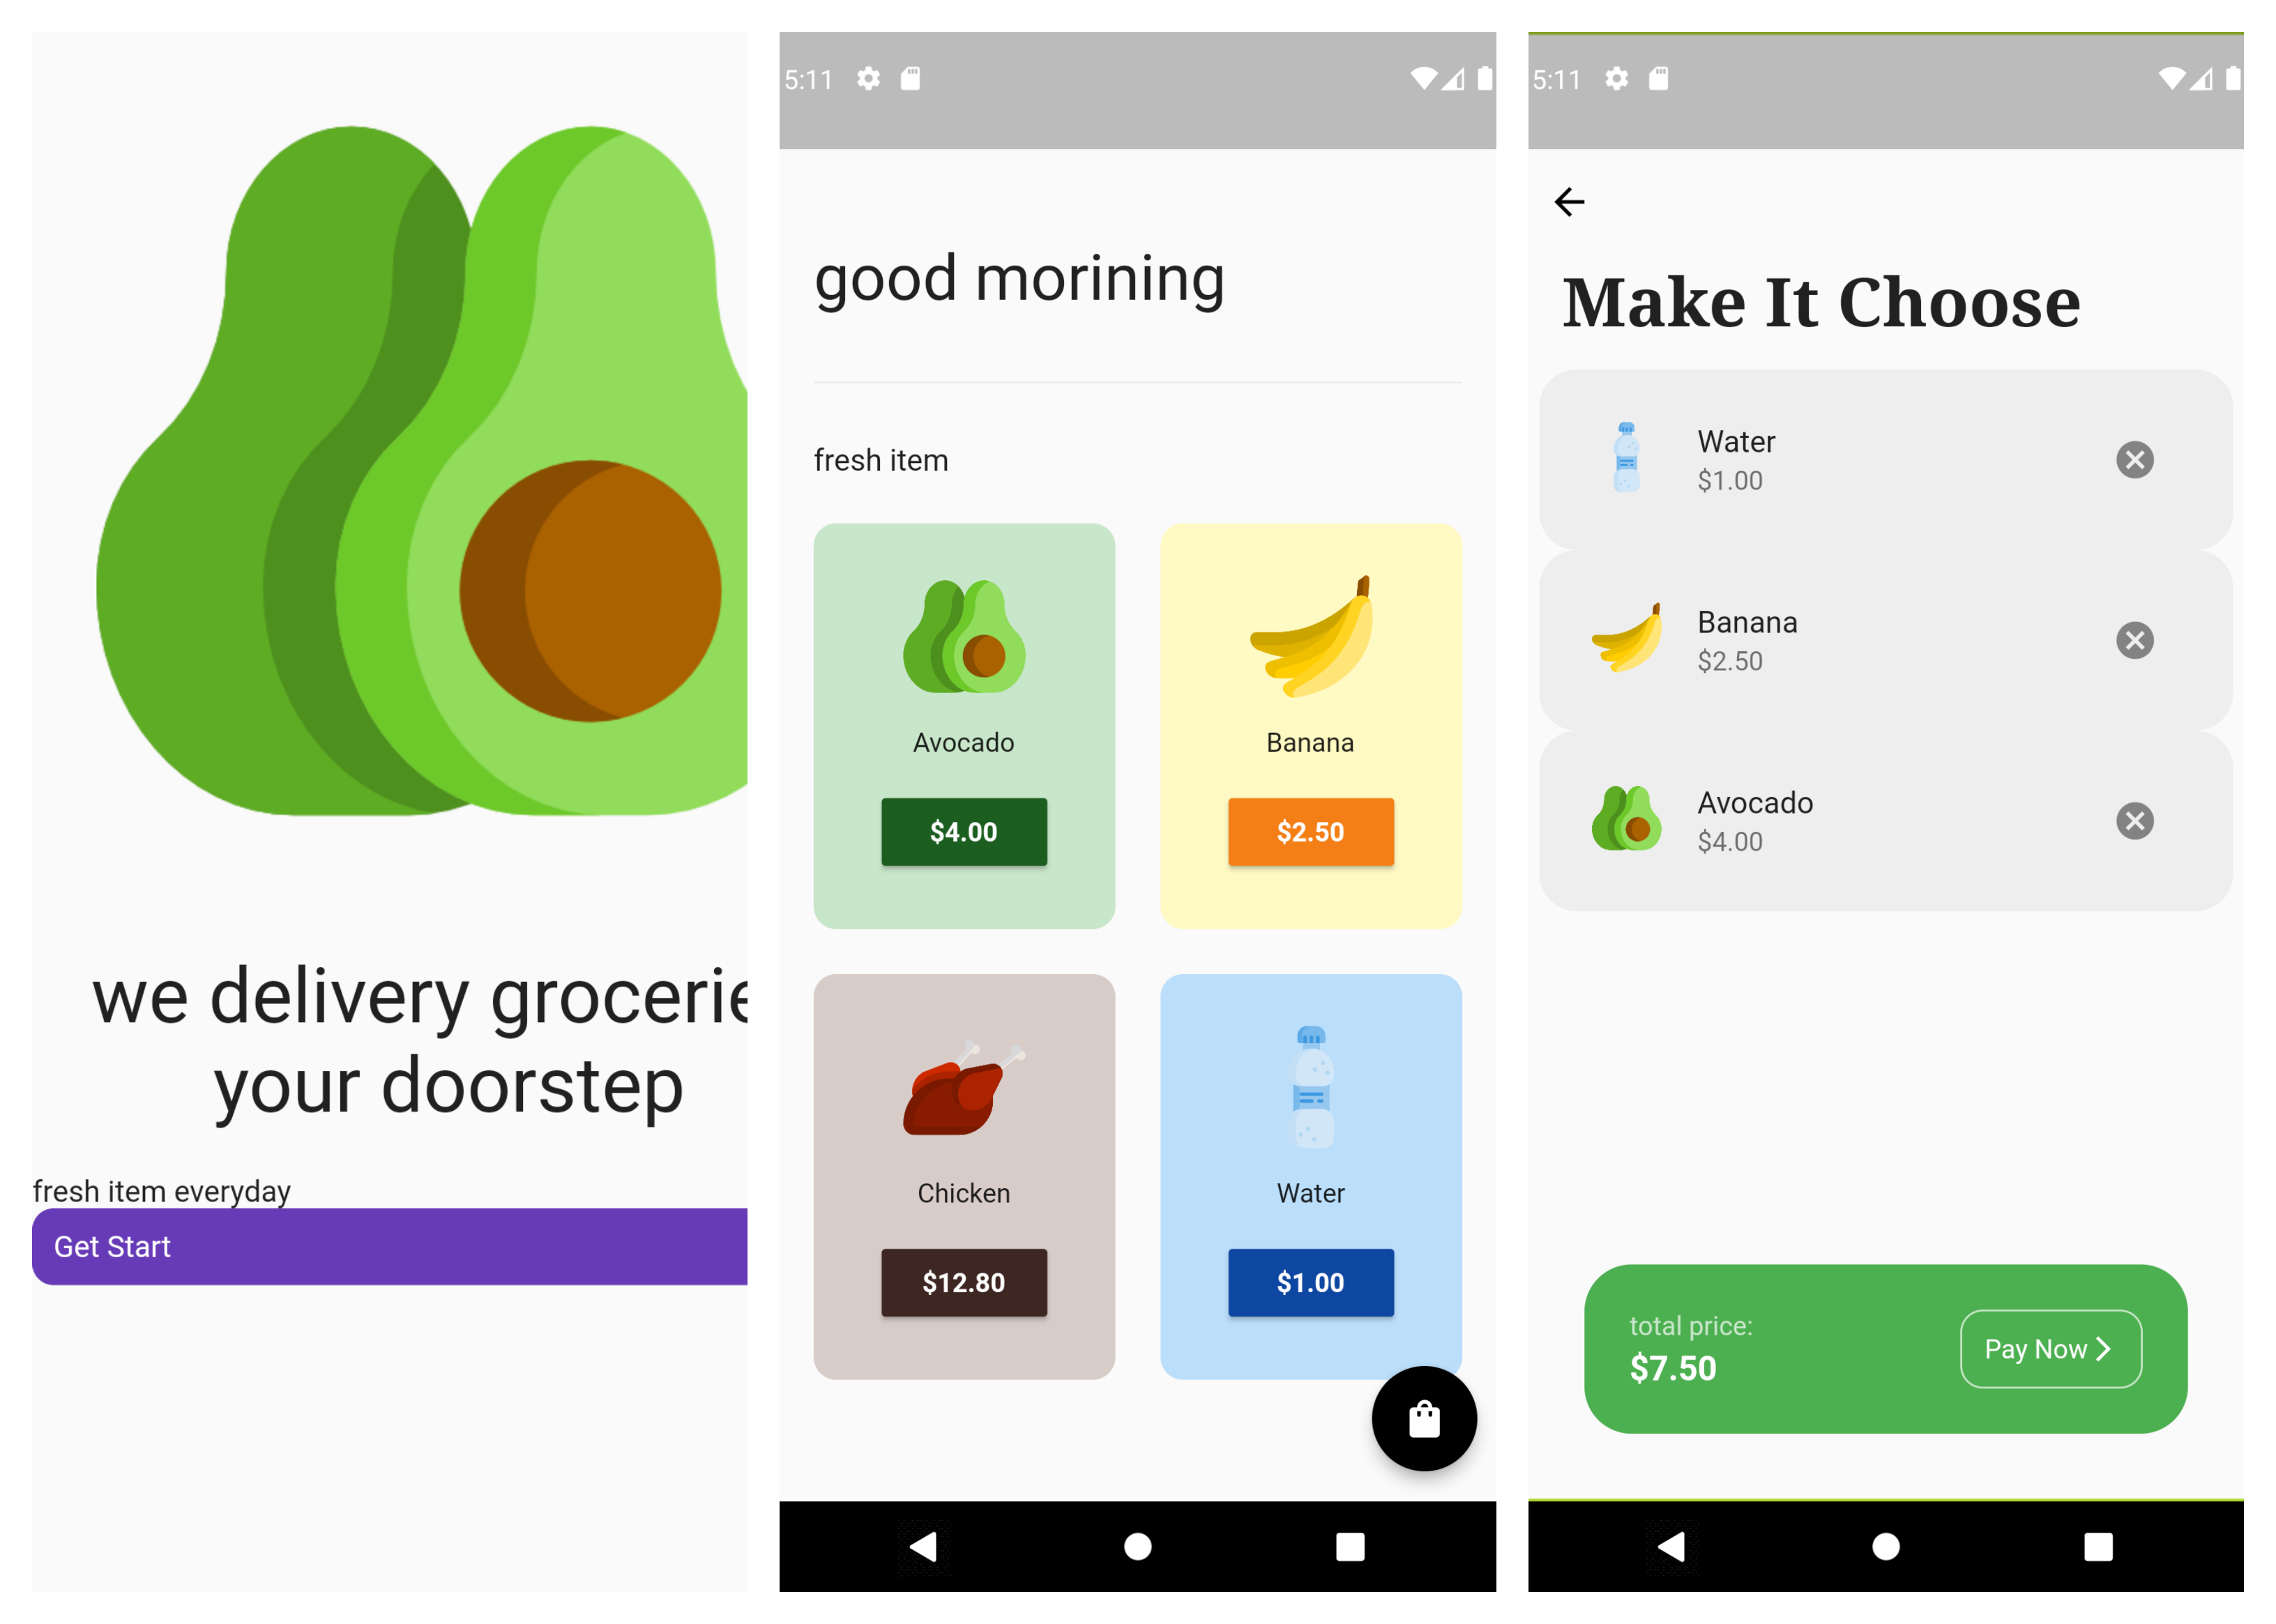 we delivery grocerie
your doorstep
fresh item everyday
Get Start
5:11
good morining
fresh item
Avocado
Banana
$4.00
$2.50
Chicken
Water
$12.80
$1.00
5:11
Make It Choose
Water
$1.00
Banana
$2.50
Avocado
$4.00
total price:
$7.50
Pay Now